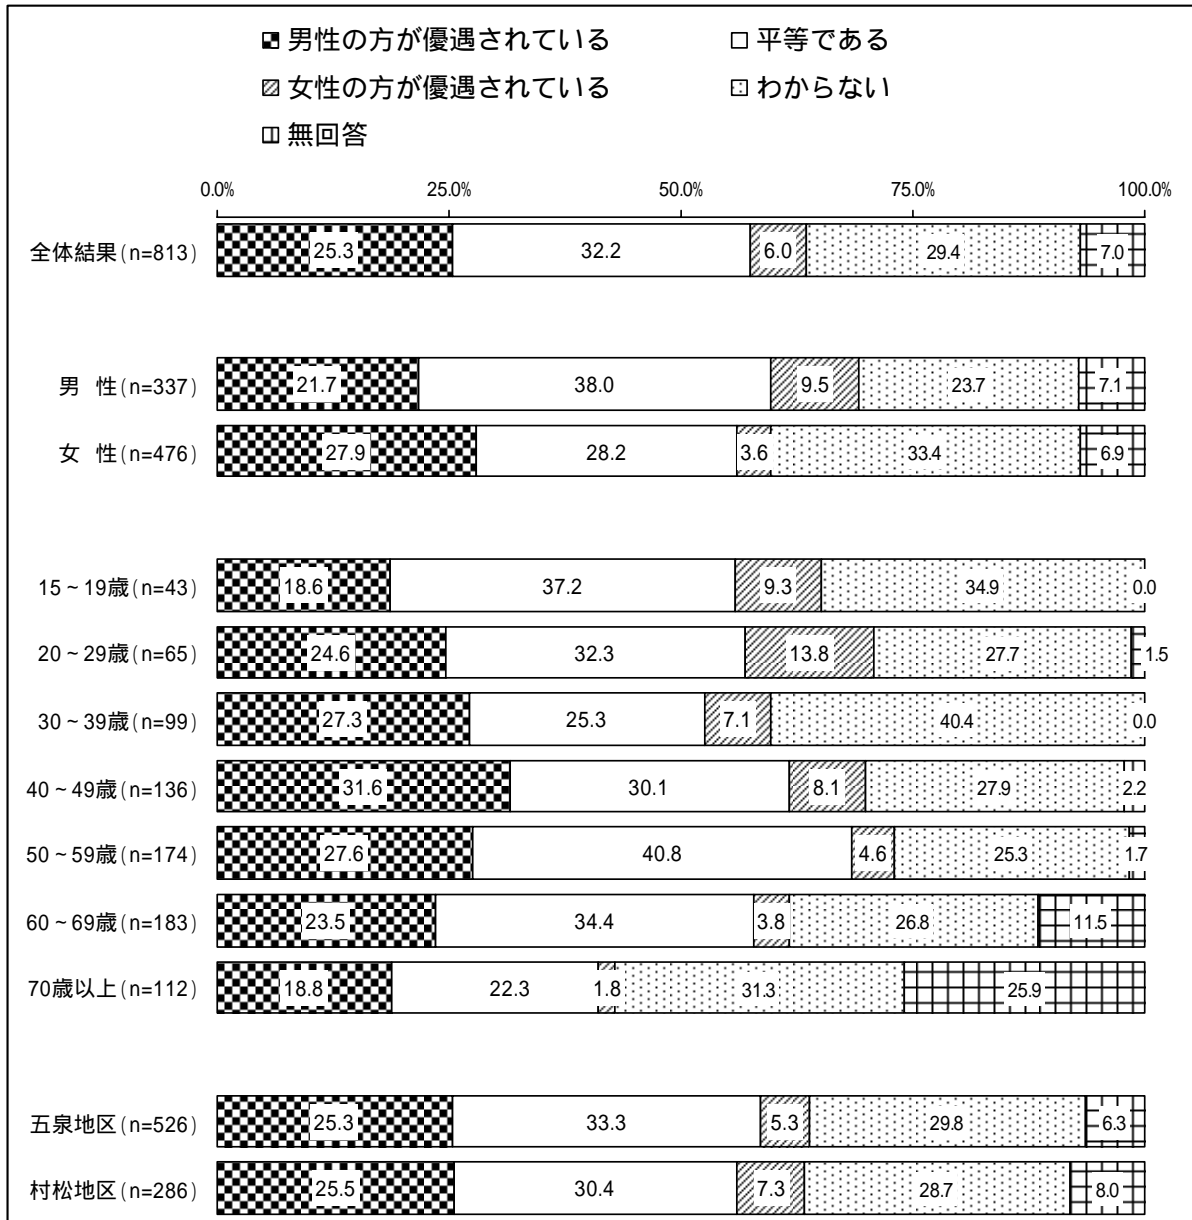 男性の方が優遇されている 平等である
女性の方が優遇されている わからない
無回答
0.0% 25.0% 50.0% 75.0% 100.0%
全体結果(n=813) 25.3 32.2 6.0 29.4 7.0
男 性(n=337) 21.7 38.0 9.5 23.7 7.1
女 性(n=476) 27.9 28.2 3.6 33.4 6.9
15~19歳(n=43) 18.6 37.2 9.3 34.9 0.0
20~29歳(n=65) 24.6 32.3 13.8 27.7 1.5
30~39歳(n=99) 27.3 25.3 7.1 40.4 0.0
40~49歳(n=136) 31.6 30.1 8.1 27.9 2.2
50~59歳(n=174) 27.6 40.8 4.6 25.3 1.7
60~69歳(n=183) 23.5 34.4 3.8 26.8 11.5
70歳以上(n=112) 18.8 22.3 1.8 31.3 25.9
五泉地区(n=526) 25.3 33.3 5.3 29.8 6.3
村松地区(n=286) 25.5 30.4 7.3 28.7 8.0